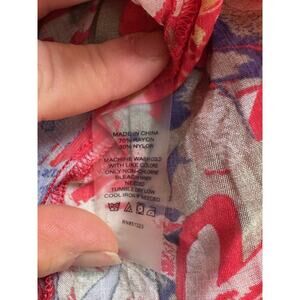 MADE IN CHINA
70% RAYON
30% NYLON
MACHINE WASH COLD
WITH LIKE COLORS
ONLY NON-CHLORINE
BLEACH WHEN
NEEDED
TUMBLE DRY LOW
COOL IRON IF NEEDED